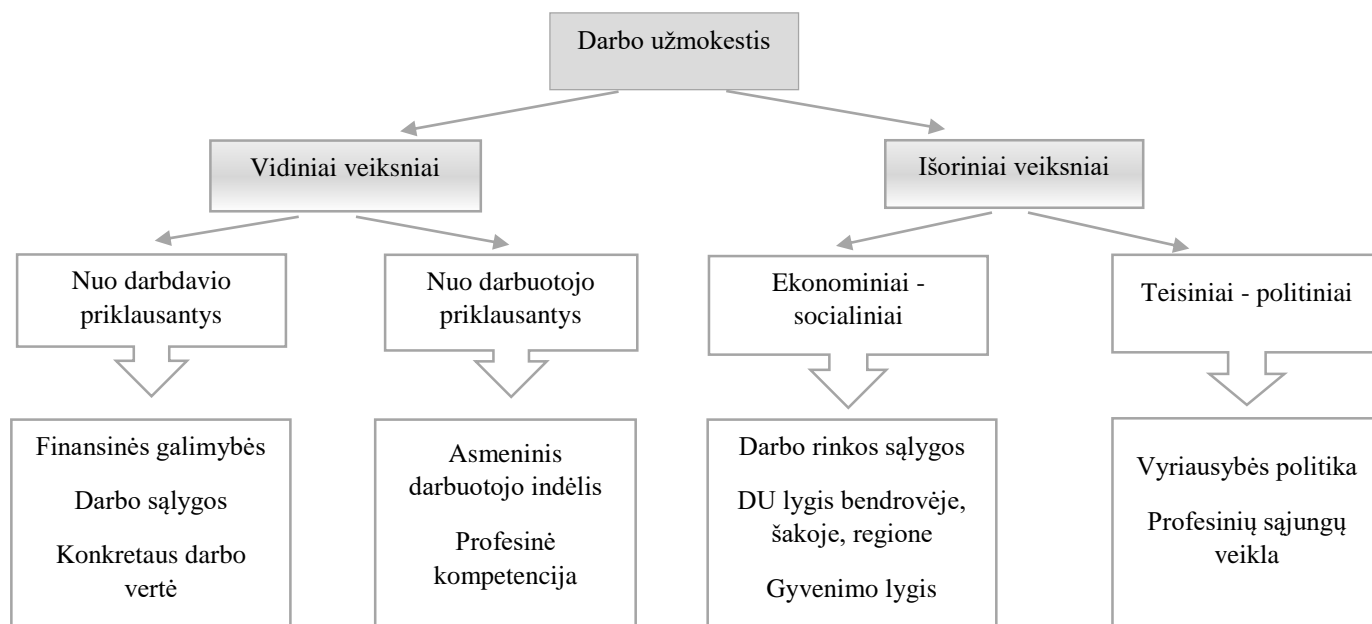 Darbo užmokestis
Vidiniai veiksniai
Išoriniai veiksniai
Nuo darbdavio
priklausantys
Nuo darbuotojo
priklausantys
Ekonominiai -
socialiniai
Teisiniai - politiniai
Finansinės galimybės
Darbo sąlygos
Konkretaus darbo
vertė
Asmeninis
darbuotojo indėlis
Profesinė
kompetencija
Darbo rinkos sąlygos
DU lygis bendrovėje,
šakoje, regione
Gyvenimo lygis
Vyriausybės politika
Profesinių sąjungų
veikla